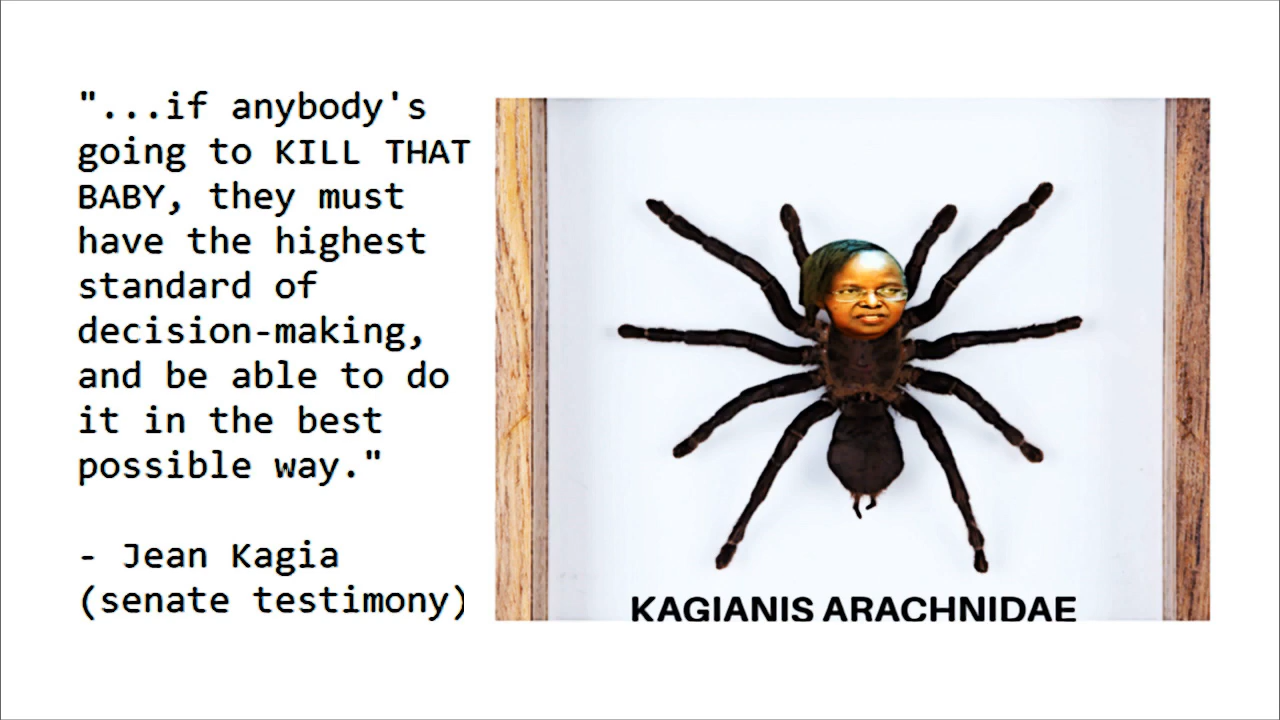 "...if anybody's
going to KILL THAT
BABY, they must
have the highest
standard of
decision-making,
and be able to do
it in the best
possible way."
- Jean Kagia
(senate testimony)
KAGIANIS ARACHNIDAE